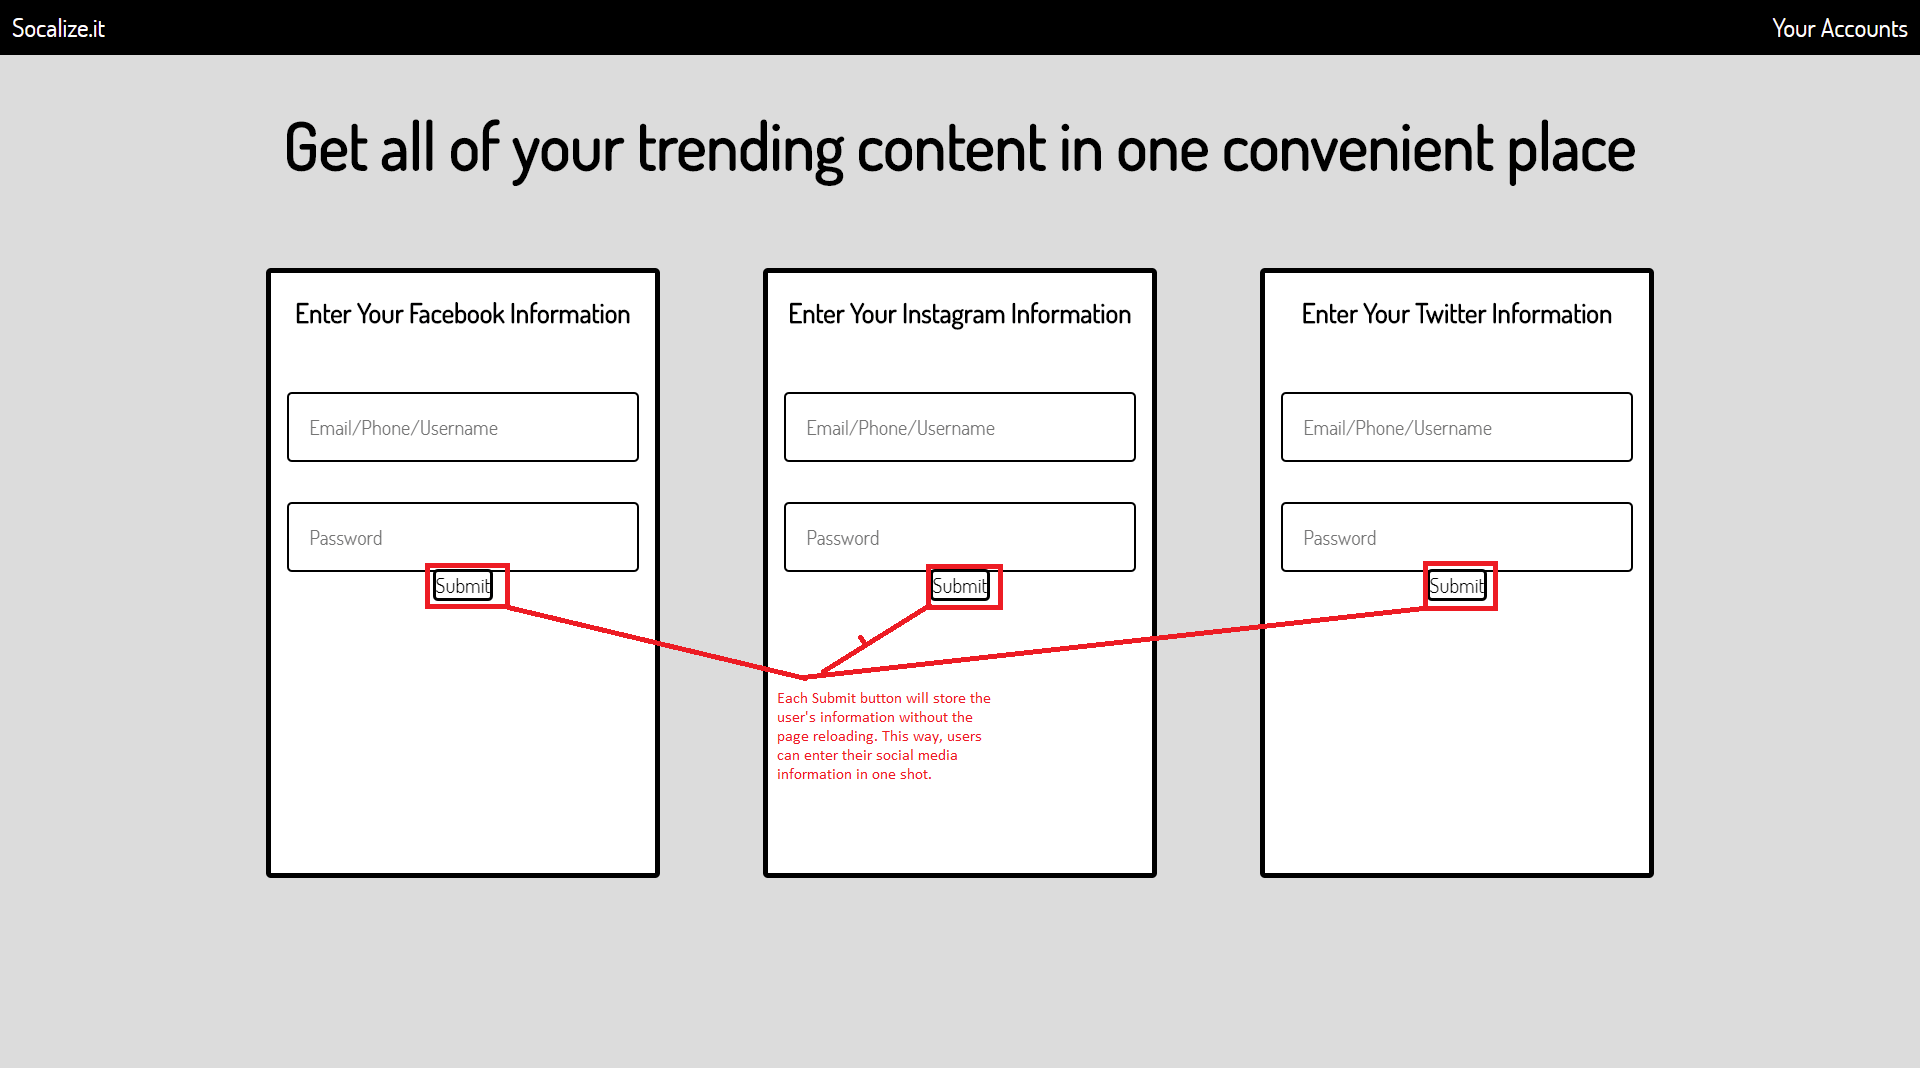 Socalize.it
Your Accounts
Get all of your trending content in one convenient place
Enter Your Facebook Information
Email/Phone/Username
Password
Submit
Enter Your Instagram Information
Email/Phone/Username
Password
Submit
Each Submit button will store the
user's information without the
page reloading. This way, users
can enter their social media
information in one shot.
Enter Your Twitter Information
Email/Phone/Username
Password
Submit